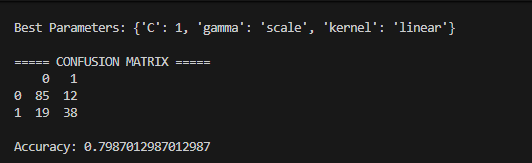 Best Parameters: {'C': 1, 'gamma': 'scale', 'kernel': 'linear'}
===== CONFUSION MATRIX =====
0 1
0 85 12
1 19 38
Accuracy: 0.7987012987012987